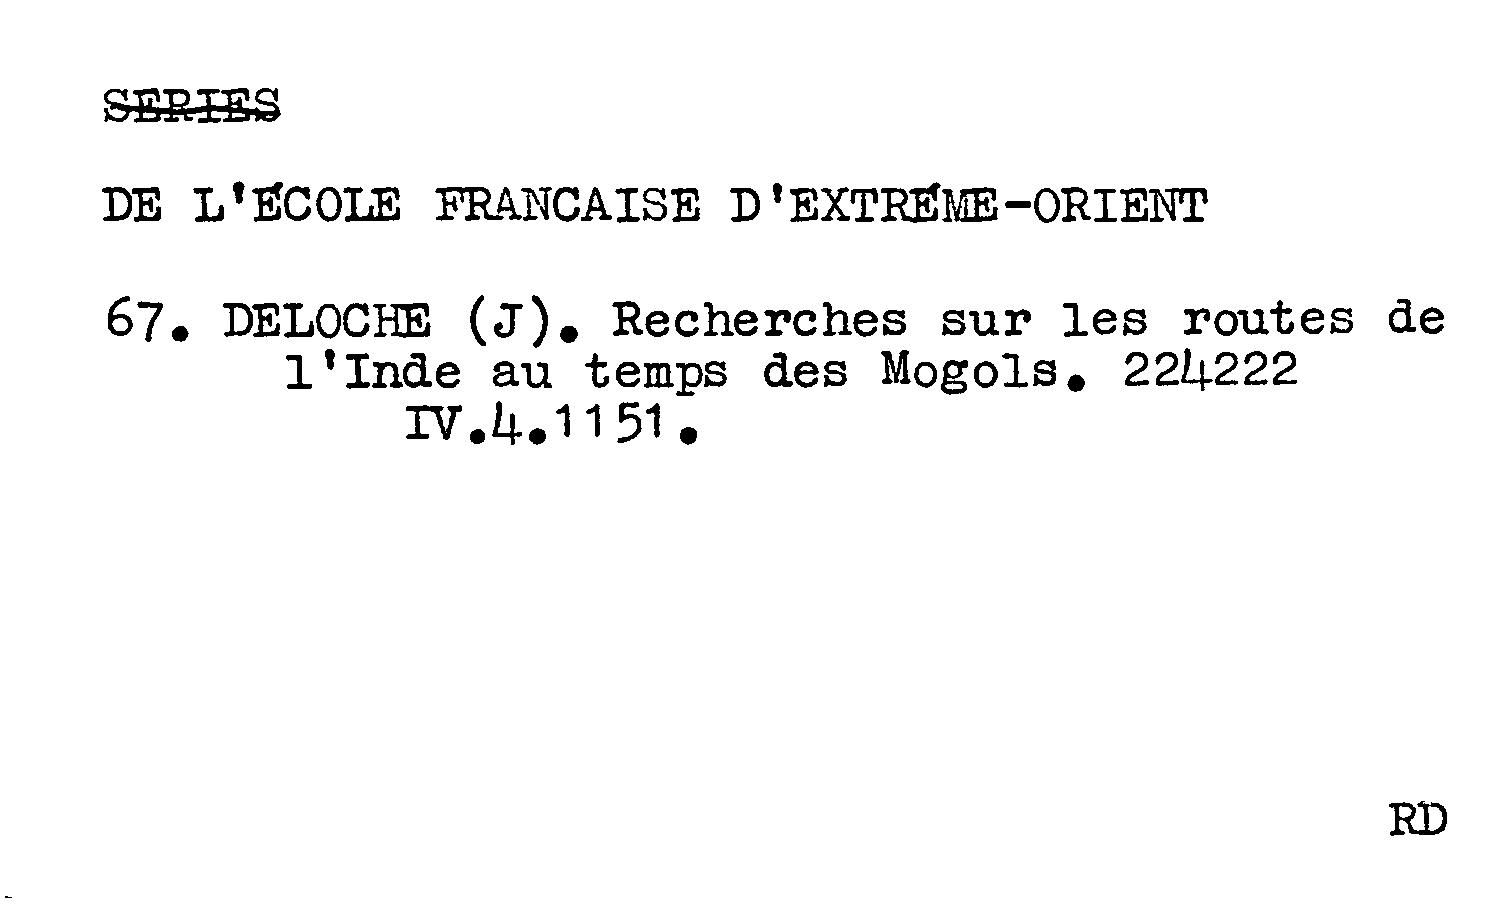 SERIES
DE L'ÉCOLE FRANCAISE D'EXTRÉME-ORIENT
67. DELOCHE (J). Recherches sur les routes de
l'Inde au temps des Mogols. 224222
IV.4.1151.
RD